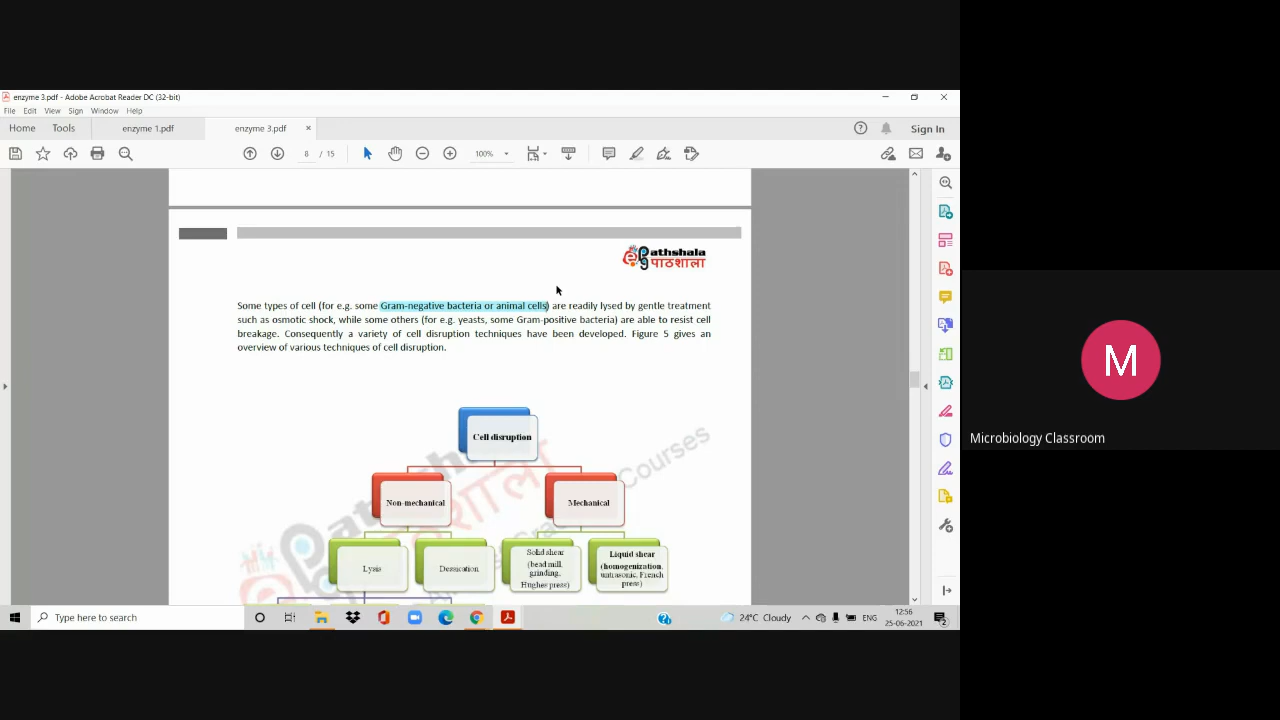 enzyme 3.pdf - Adobe Acrobat Reader DC (32-bit)
File Edit View Sign Window Help
Home Tools enzyme 1.pdf enzyme 3.pdf × Sign In
8 / 15 100%
ePathshala
पाठशाला
Some types of cell (for e.g. some Gram-negative bacteria or animal cells) are readily lysed by gentle treatment
such as osmotic shock, while some others (for e.g. yeasts, some Gram-positive bacteria) are able to resist cell
breakage. Consequently a variety of cell disruption techniques have been developed. Figure 5 gives an
overview of various techniques of cell disruption.
Cell disruption
Non-mechanical
Mechanical
Lysis
Dessication
Solid shear
(bead mill,
grinding,
Hughes press)
Liquid shear
(homogenization,
untrasonic, French
press)
Courses
Type here to search
24°C Cloudy
ENG
12:56
25-06-2021
2
M
Microbiology Classroom